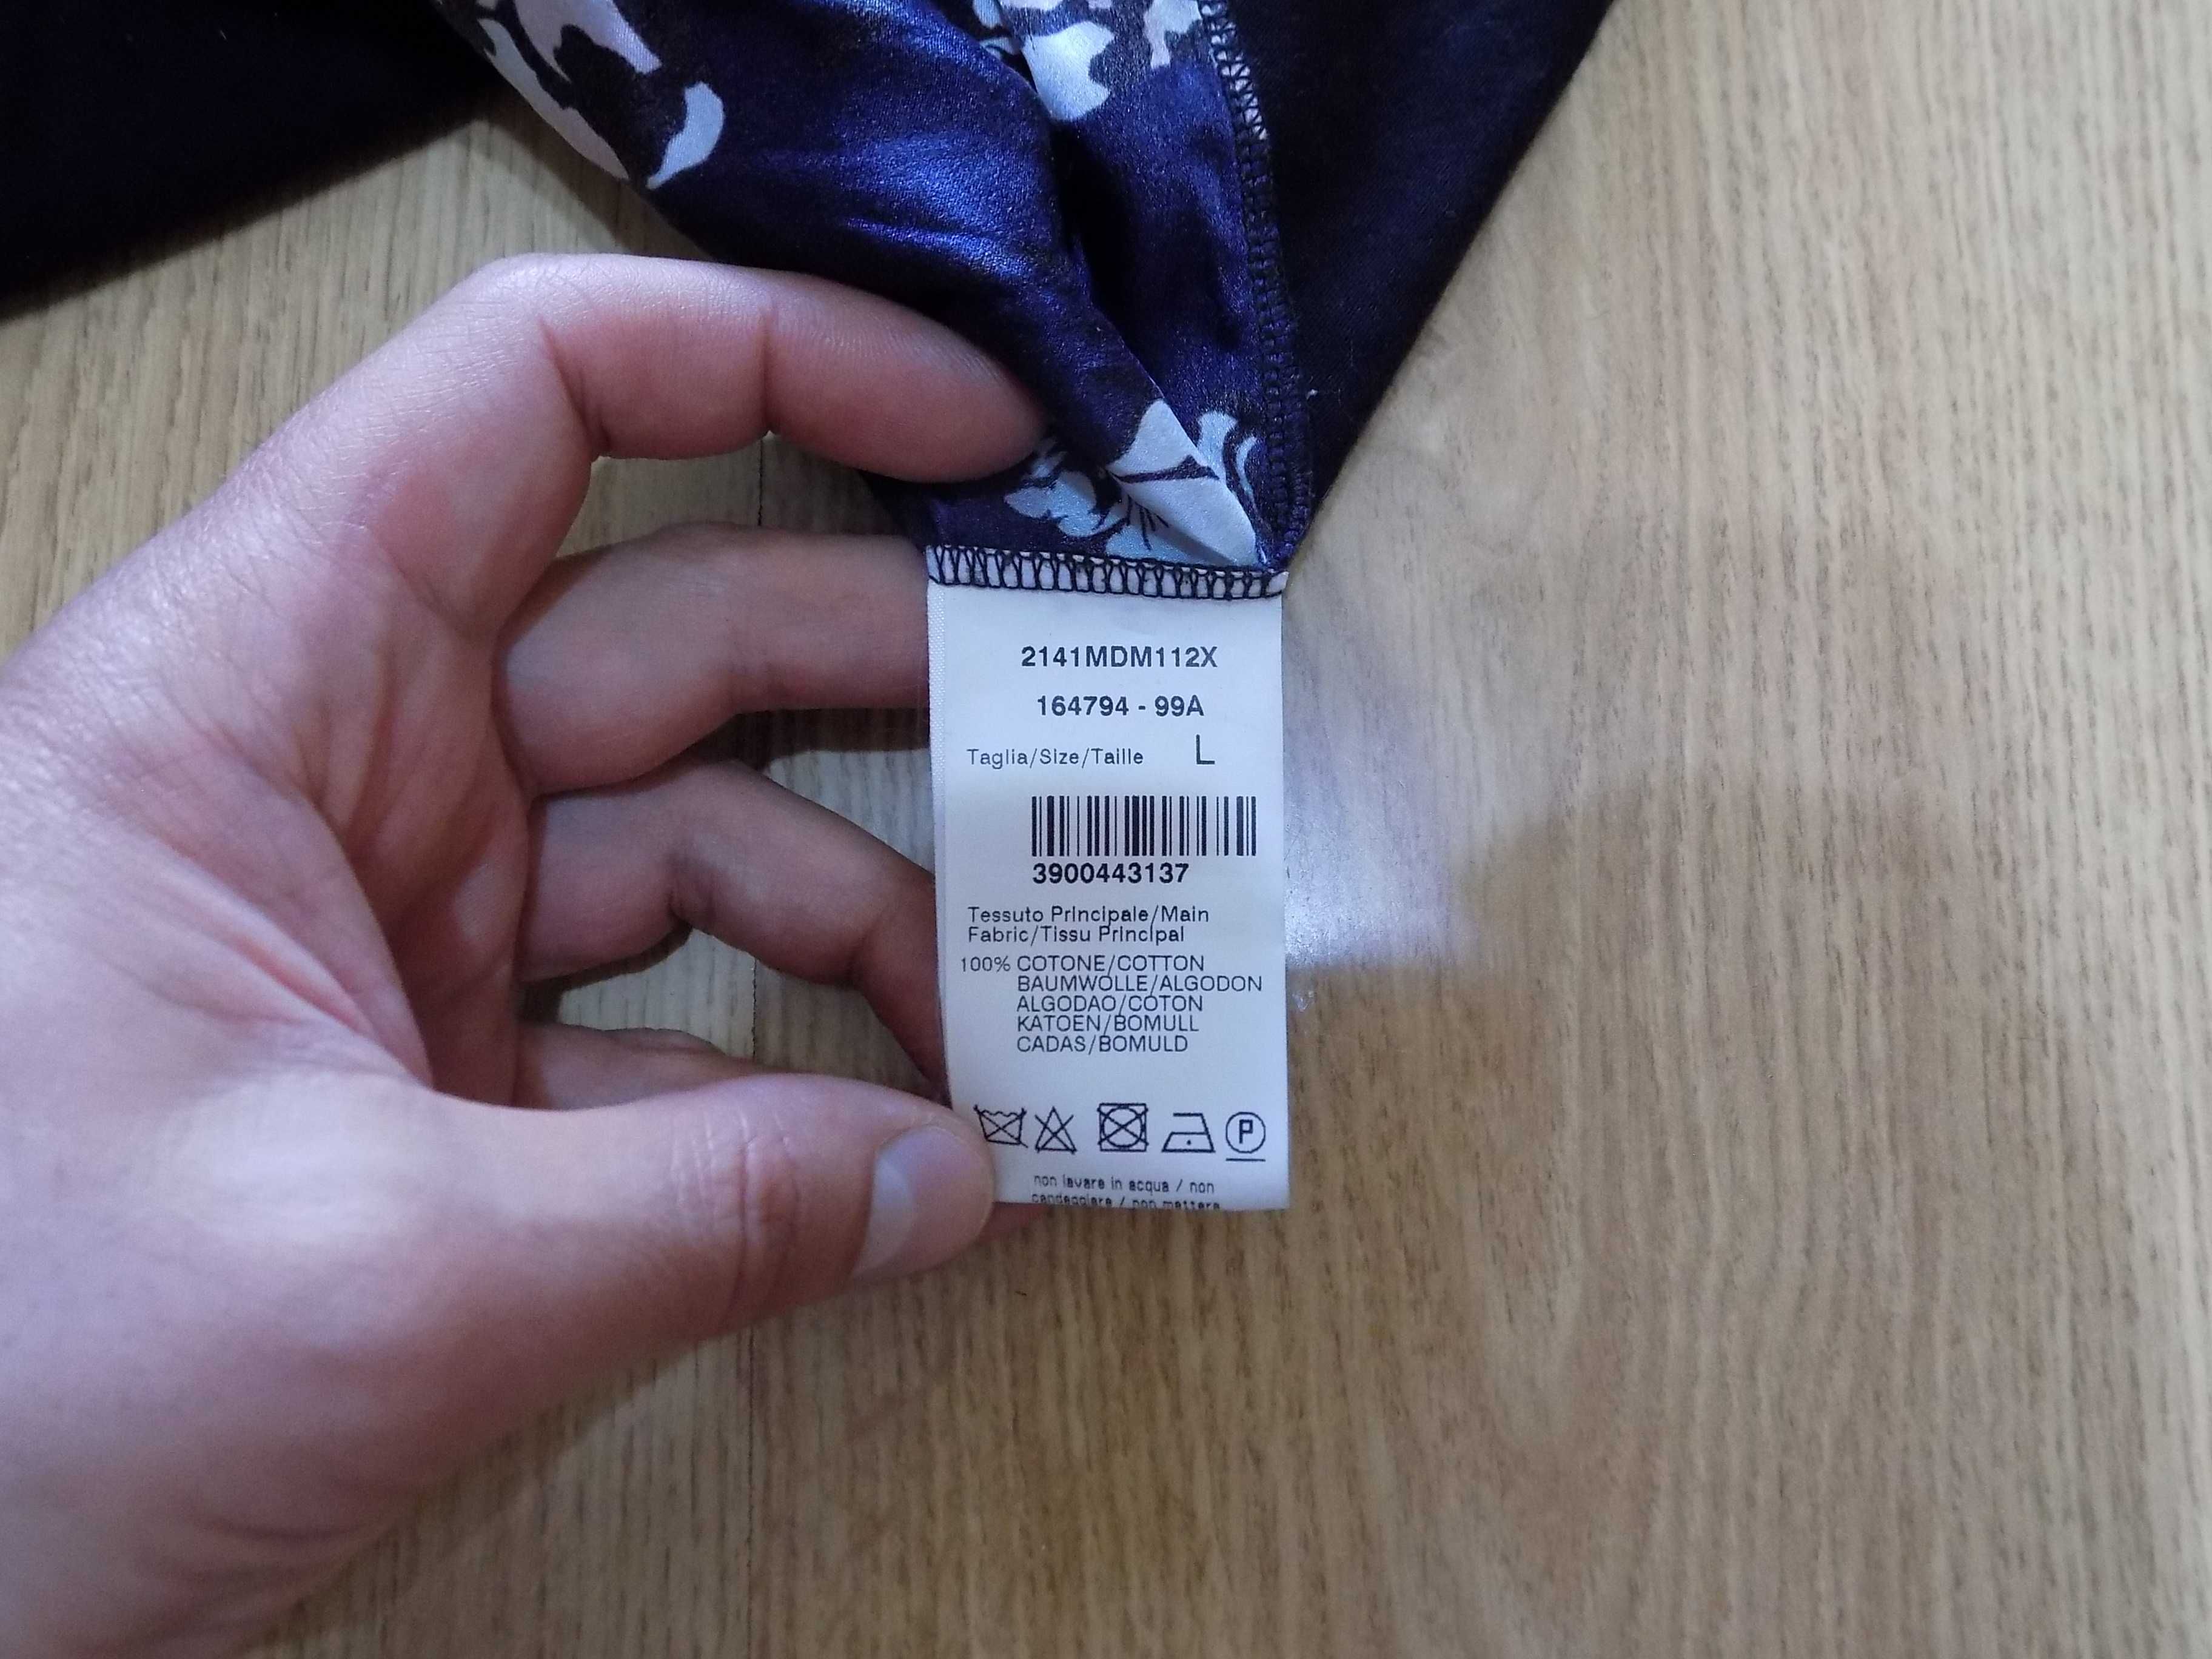 2141MDM112X
164794 - 99A
Taglia/Size/Taille L
3900443137
Tessuto Principale/Main
Fabric/Tissu Principal
100% COTONE/COTTON
BAUMWOLLE/ALGODON
ALGODAO/COTON
KATOEN/BOMULL
CADAS/BOMULD
P
non lavare in acqua / non
candeggiare / non mettere